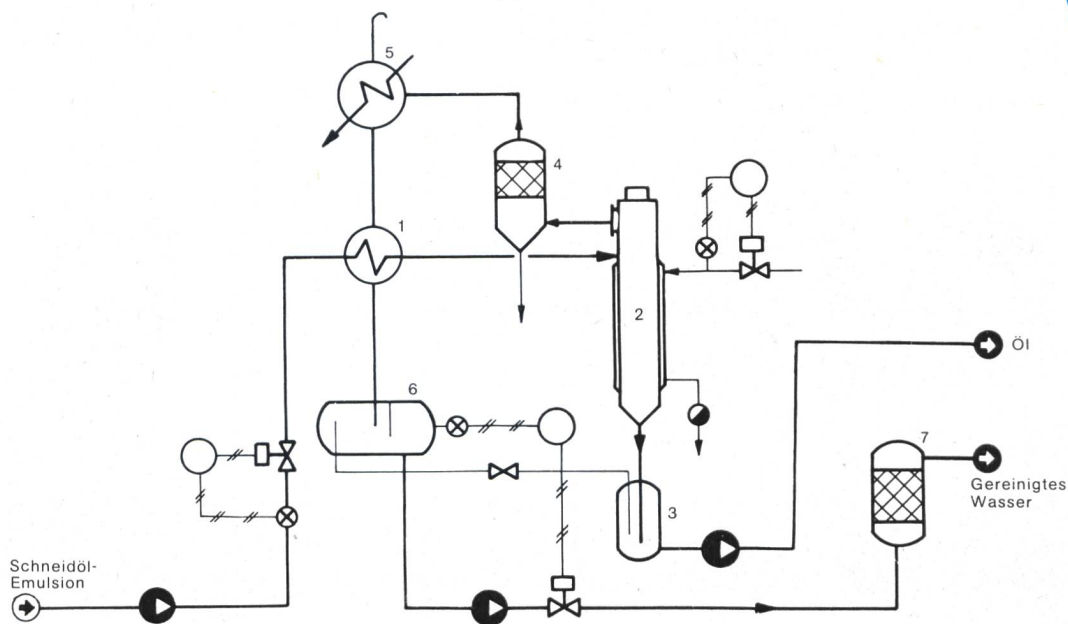 5
4
1
2
Öl
6
7
Gereinigtes
Wasser
3
Schneidöl-
Emulsion